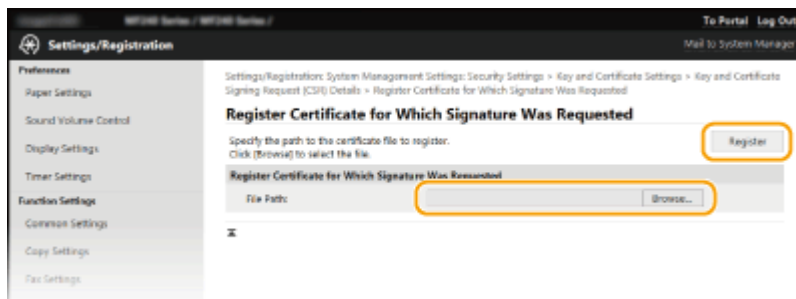 MF240 Series / MF240 Series /
To Portal Log Out
Settings/Registration
Mail to System Manager
Preferences
Paper Settings
Sound Volume Control
Display Settings
Timer Settings
Function Settings
Common Settings
Copy Settings
Fax Settings
Settings/Registration: System Management Settings: Security Settings > Key and Certificate Settings > Key and Certificate
Signing Request (CSR) Details > Register Certificate for Which Signature Was Requested
Register Certificate for Which Signature Was Requested
Specify the path to the certificate file to register.
Click [Browse] to select the file.
Register
Register Certificate for Which Signature Was Requested
File Path:
Browse...